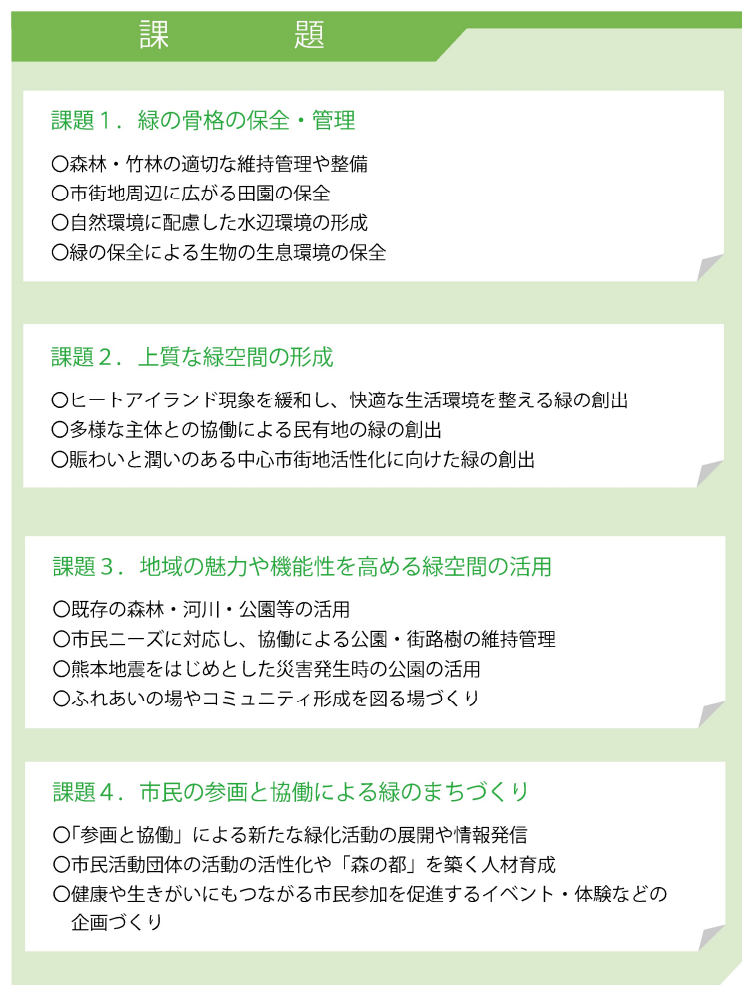 課　題
課題１．緑の骨格の保全・管理
○森林・竹林の適切な維持管理や整備
○市街地周辺に広がる田園の保全
○自然環境に配慮した水辺環境の形成
○緑の保全による生物の生息環境の保全
課題２．上質な緑空間の形成
○ヒートアイランド現象を緩和し、快適な生活環境を整える緑の創出
○多様な主体との協働による民有地の緑の創出
○賑わいと潤いのある中心市街地活性化に向けた緑の創出
課題３．地域の魅力や機能性を高める緑空間の活用
○既存の森林・河川・公園等の活用
○市民ニーズに対応し、協働による公園・街路樹の維持管理
○熊本地震をはじめとした災害発生時の公園の活用
○ふれあいの場やコミュニティ形成を図る場づくり
課題４．市民の参画と協働による緑のまちづくり
○「参画と協働」による新たな緑化活動の展開や情報発信
○市民活動団体の活動の活性化や「森の都」を築く人材育成
○健康や生きがいにもつながる市民参加を促進するイベント・体験などの
企画づくり